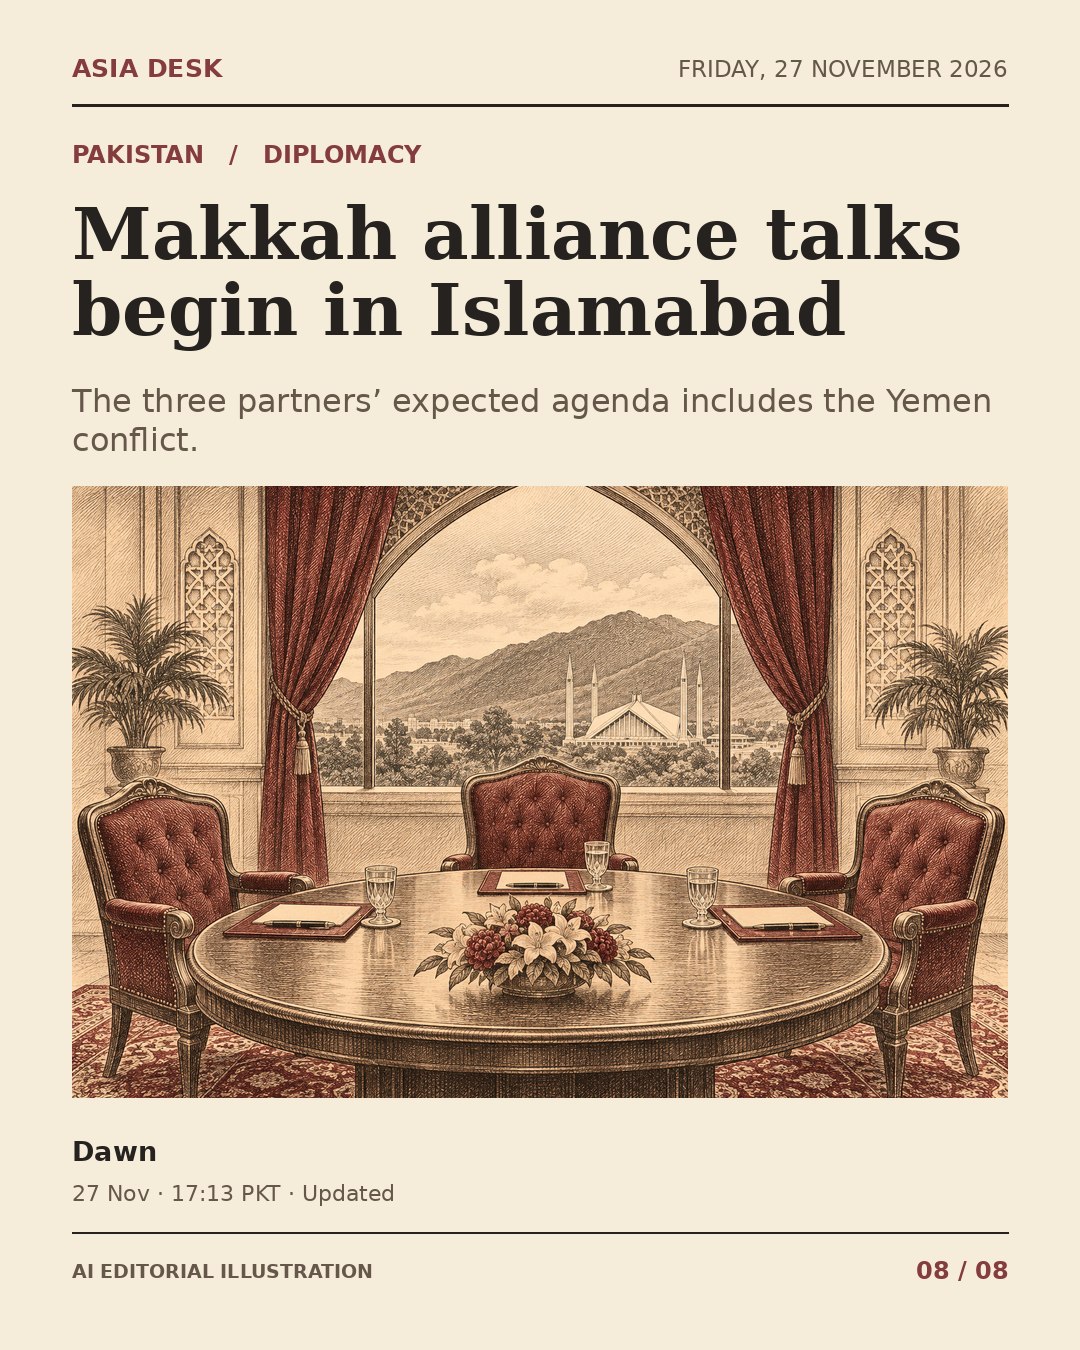 ASIA DESK
FRIDAY, 27 NOVEMBER 2026
PAKISTAN / DIPLOMACY
Makkah alliance talks
begin in Islamabad
The three partners’ expected agenda includes the Yemen
conflict.
Dawn
27 Nov · 17:13 PKT · Updated
AI EDITORIAL ILLUSTRATION
08 / 08